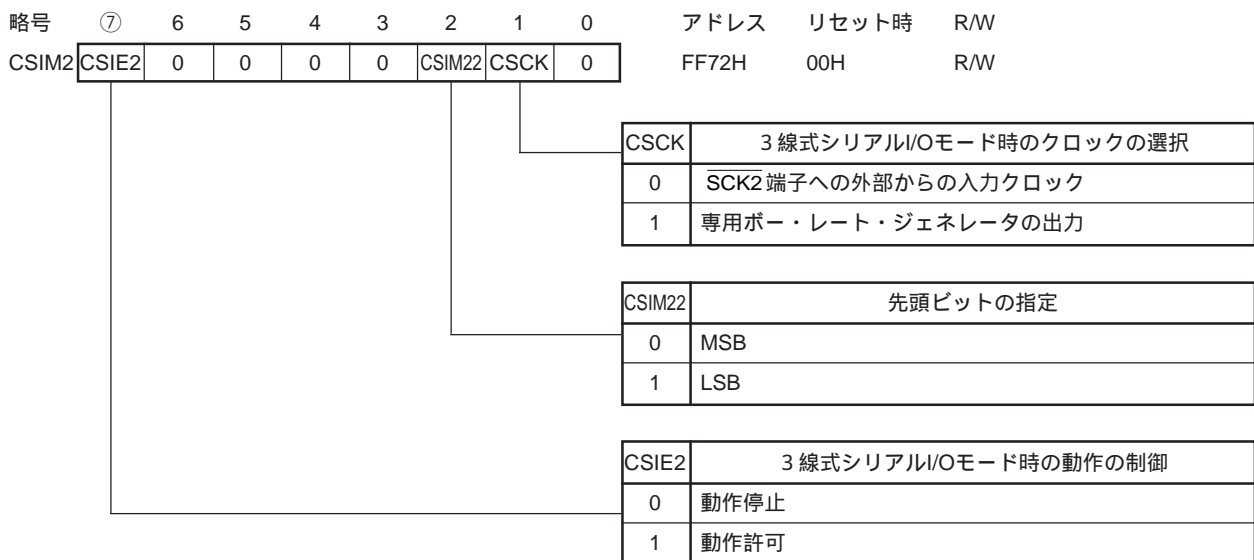 略号 ⑦ 6 5 4 3 2 1 0 アドレス リセット時 R/W
CSIM2 CSIE2 0 0 0 0 CSIM22 CSCK 0 FF72H 00H R/W
CSCK 3線式シリアルI/Oモード時のクロックの選択
0 SCK2端子への外部からの入力クロック
1 専用ボー・レート・ジェネレータの出力
CSIM22 先頭ビットの指定
0 MSB
1 LSB
CSIE2 3線式シリアルI/Oモード時の動作の制御
0 動作停止
1 動作許可